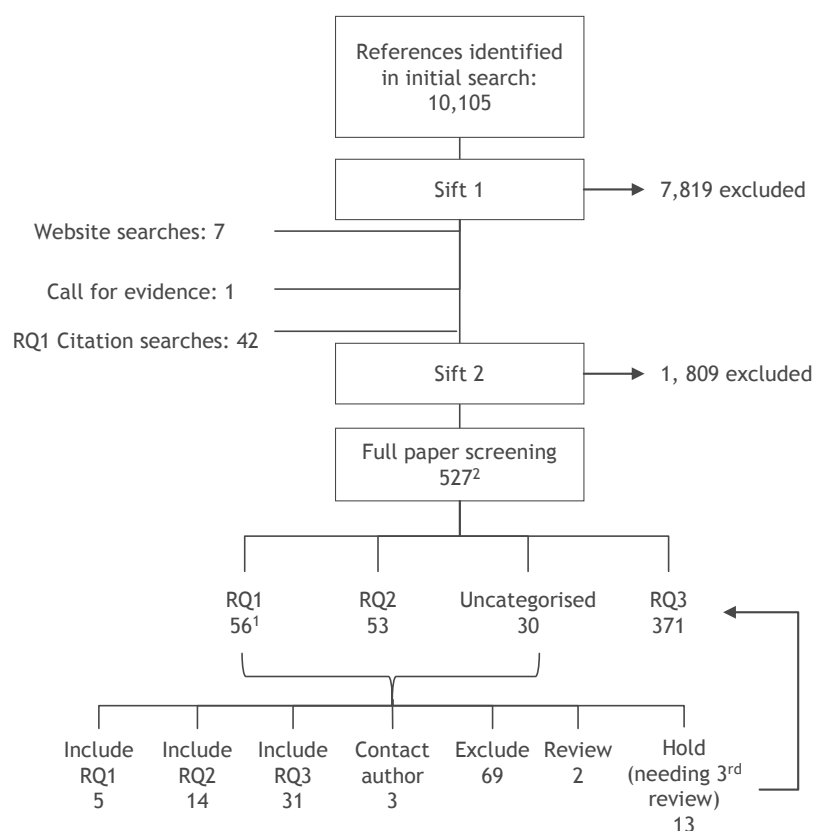 References identified
in initial search:
10,105
Sift 1
7,819 excluded
Website searches: 7
Call for evidence: 1
RQ1 Citation searches: 42
Sift 2
1, 809 excluded
Full paper screening
527²
RQ1
56¹
RQ2
53
Uncategorised
30
RQ3
371
Include
RQ1
5
Include
RQ2
14
Include
RQ3
31
Contact
author
3
Exclude
69
Review
2
Hold
(needing 3rd
review)
13